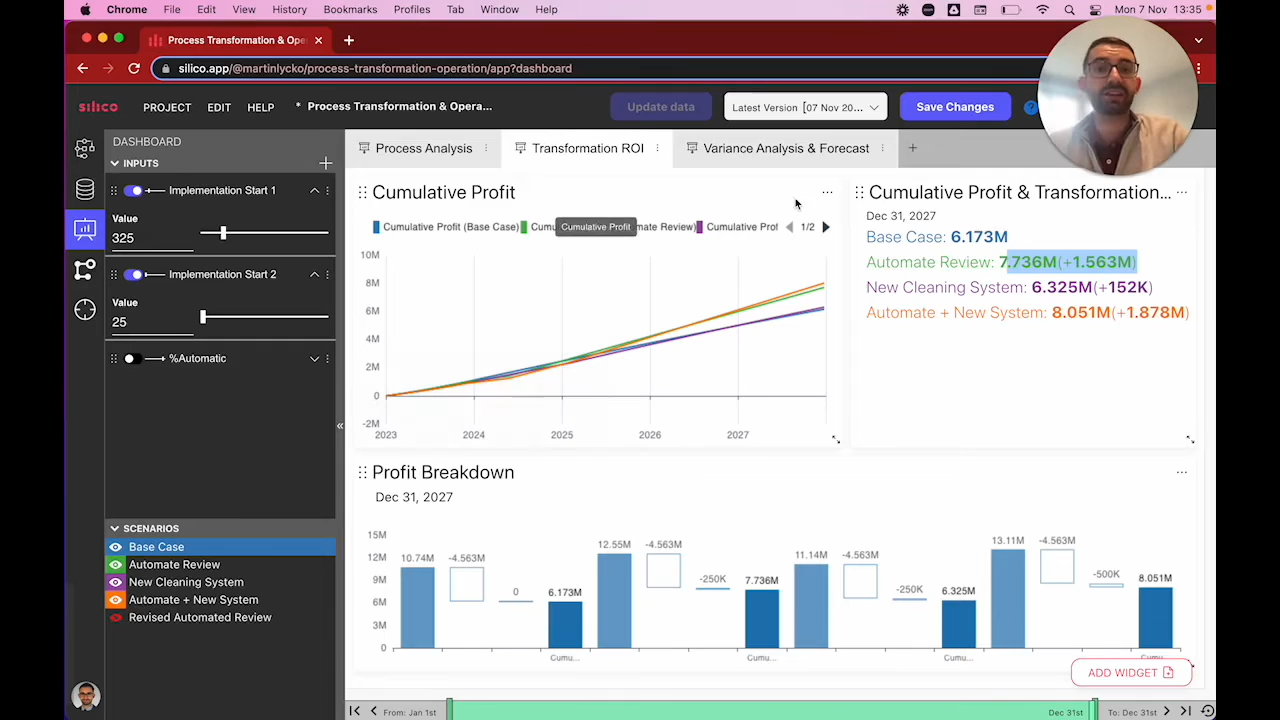 Chrome File Edit View History Bookmarks Profiles Tab Window Help Mon 7 Nov 13:35
Process Transformation & Ope
silico.app/@martinlycko/process-transformation-operation/app?dashboard
silico PROJECT EDIT HELP * Process Transformation & Opera... Update data Latest Version [07 Nov 20... Save Changes ?
DASHBOARD
INPUTS
Implementation Start 1
Value
325
Implementation Start 2
Value
25
%Automatic
SCENARIOS
Base Case
Automate Review
New Cleaning System
Automate + New System
Revised Automated Review
Process Analysis Transformation ROI Variance Analysis & Forecast +
Cumulative Profit
Cumulative Profit (Base Case) Cumu Cumulative Profit mate Review) Cumulative Prof 1/2
10M
8M
6M
4M
2M
0
-2M
2023 2024 2025 2026 2027
Cumulative Profit & Transformation...
Dec 31, 2027
Base Case: 6.173M
Automate Review: 7.736M(+1.563M)
New Cleaning System: 6.325M(+152K)
Automate + New System: 8.051M(+1.878M)
Profit Breakdown
Dec 31, 2027
15M
12M
9M
6M
3M
0
10.74M -4.563M 0 6.173M 12.55M -4.563M -250K 7.736M 11.14M -4.563M -250K 6.325M 13.11M -4.563M -500K 8.051M
Cumu... Cumu... Cumu... Cumu...
ADD WIDGET
From: Jan 1st Dec 31st To: Dec 31st